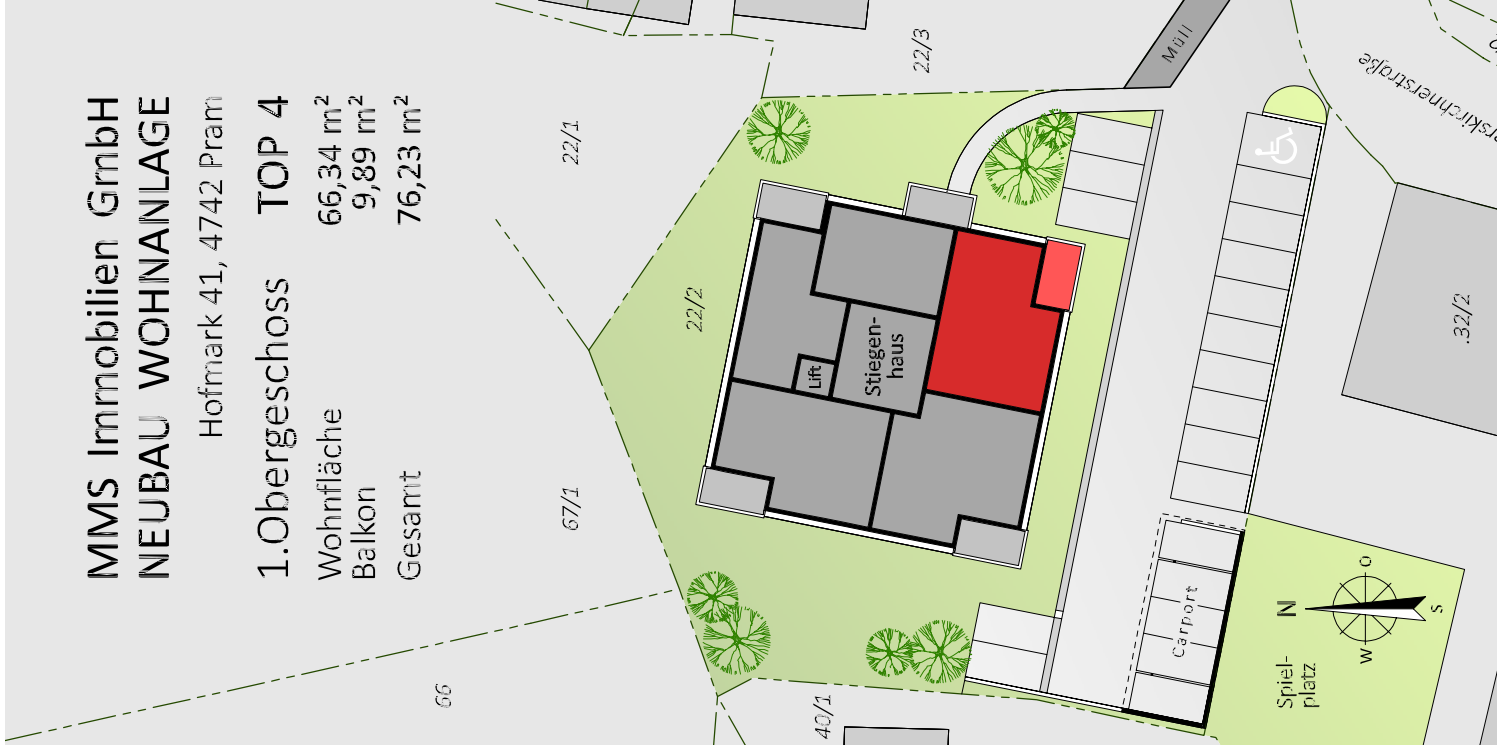 MMS Immobilien GmbH
NEUBAU WOHNANLAGE
Hofmark 41, 4742 Pram
1.Obergeschoss TOP 4
Wohnfläche 66,34 m²
Balkon 9,89 m²
Gesamt 76,23 m²
22/1
67/1
66
22/3
22/2
40/1
.32/2
Müll
Lift
Stiegen-
haus
Carport
Spiel-
platz
N
O
S
W